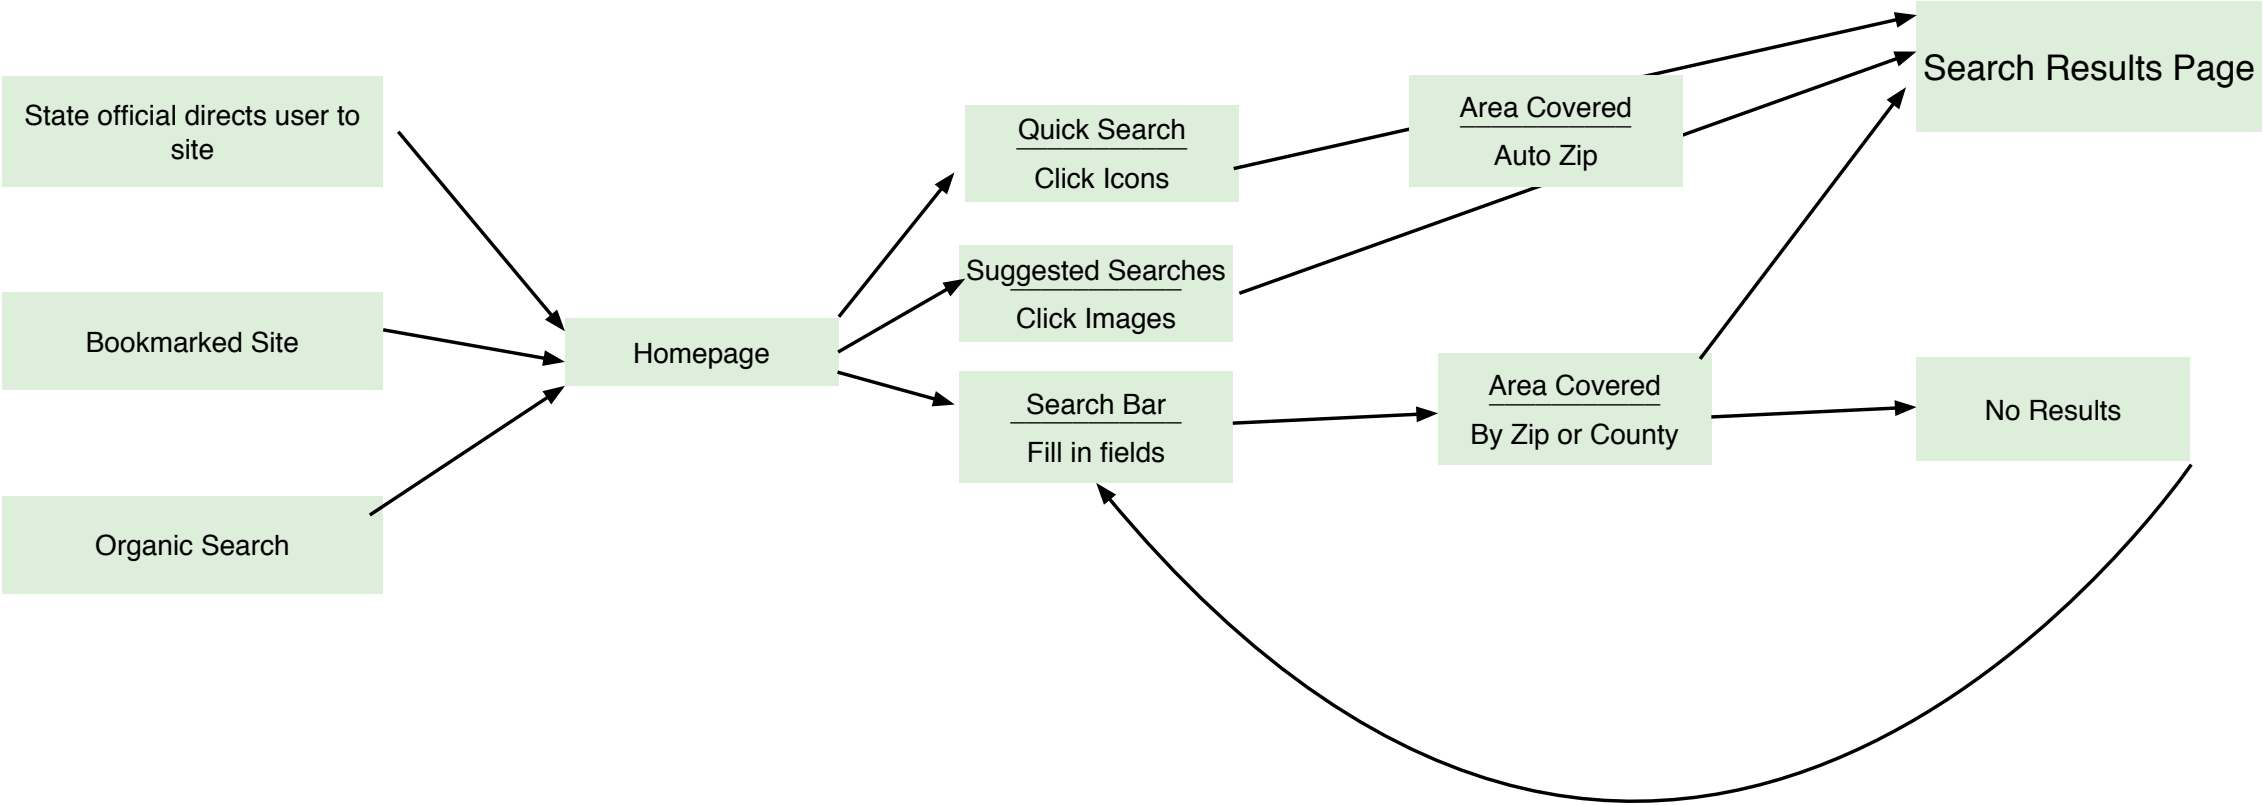 State official directs user to
site
Bookmarked Site
Organic Search
Homepage
Quick Search
Click Icons
Suggested Searches
Click Images
Search Bar
Fill in fields
Area Covered
Auto Zip
Area Covered
By Zip or County
Search Results Page
No Results